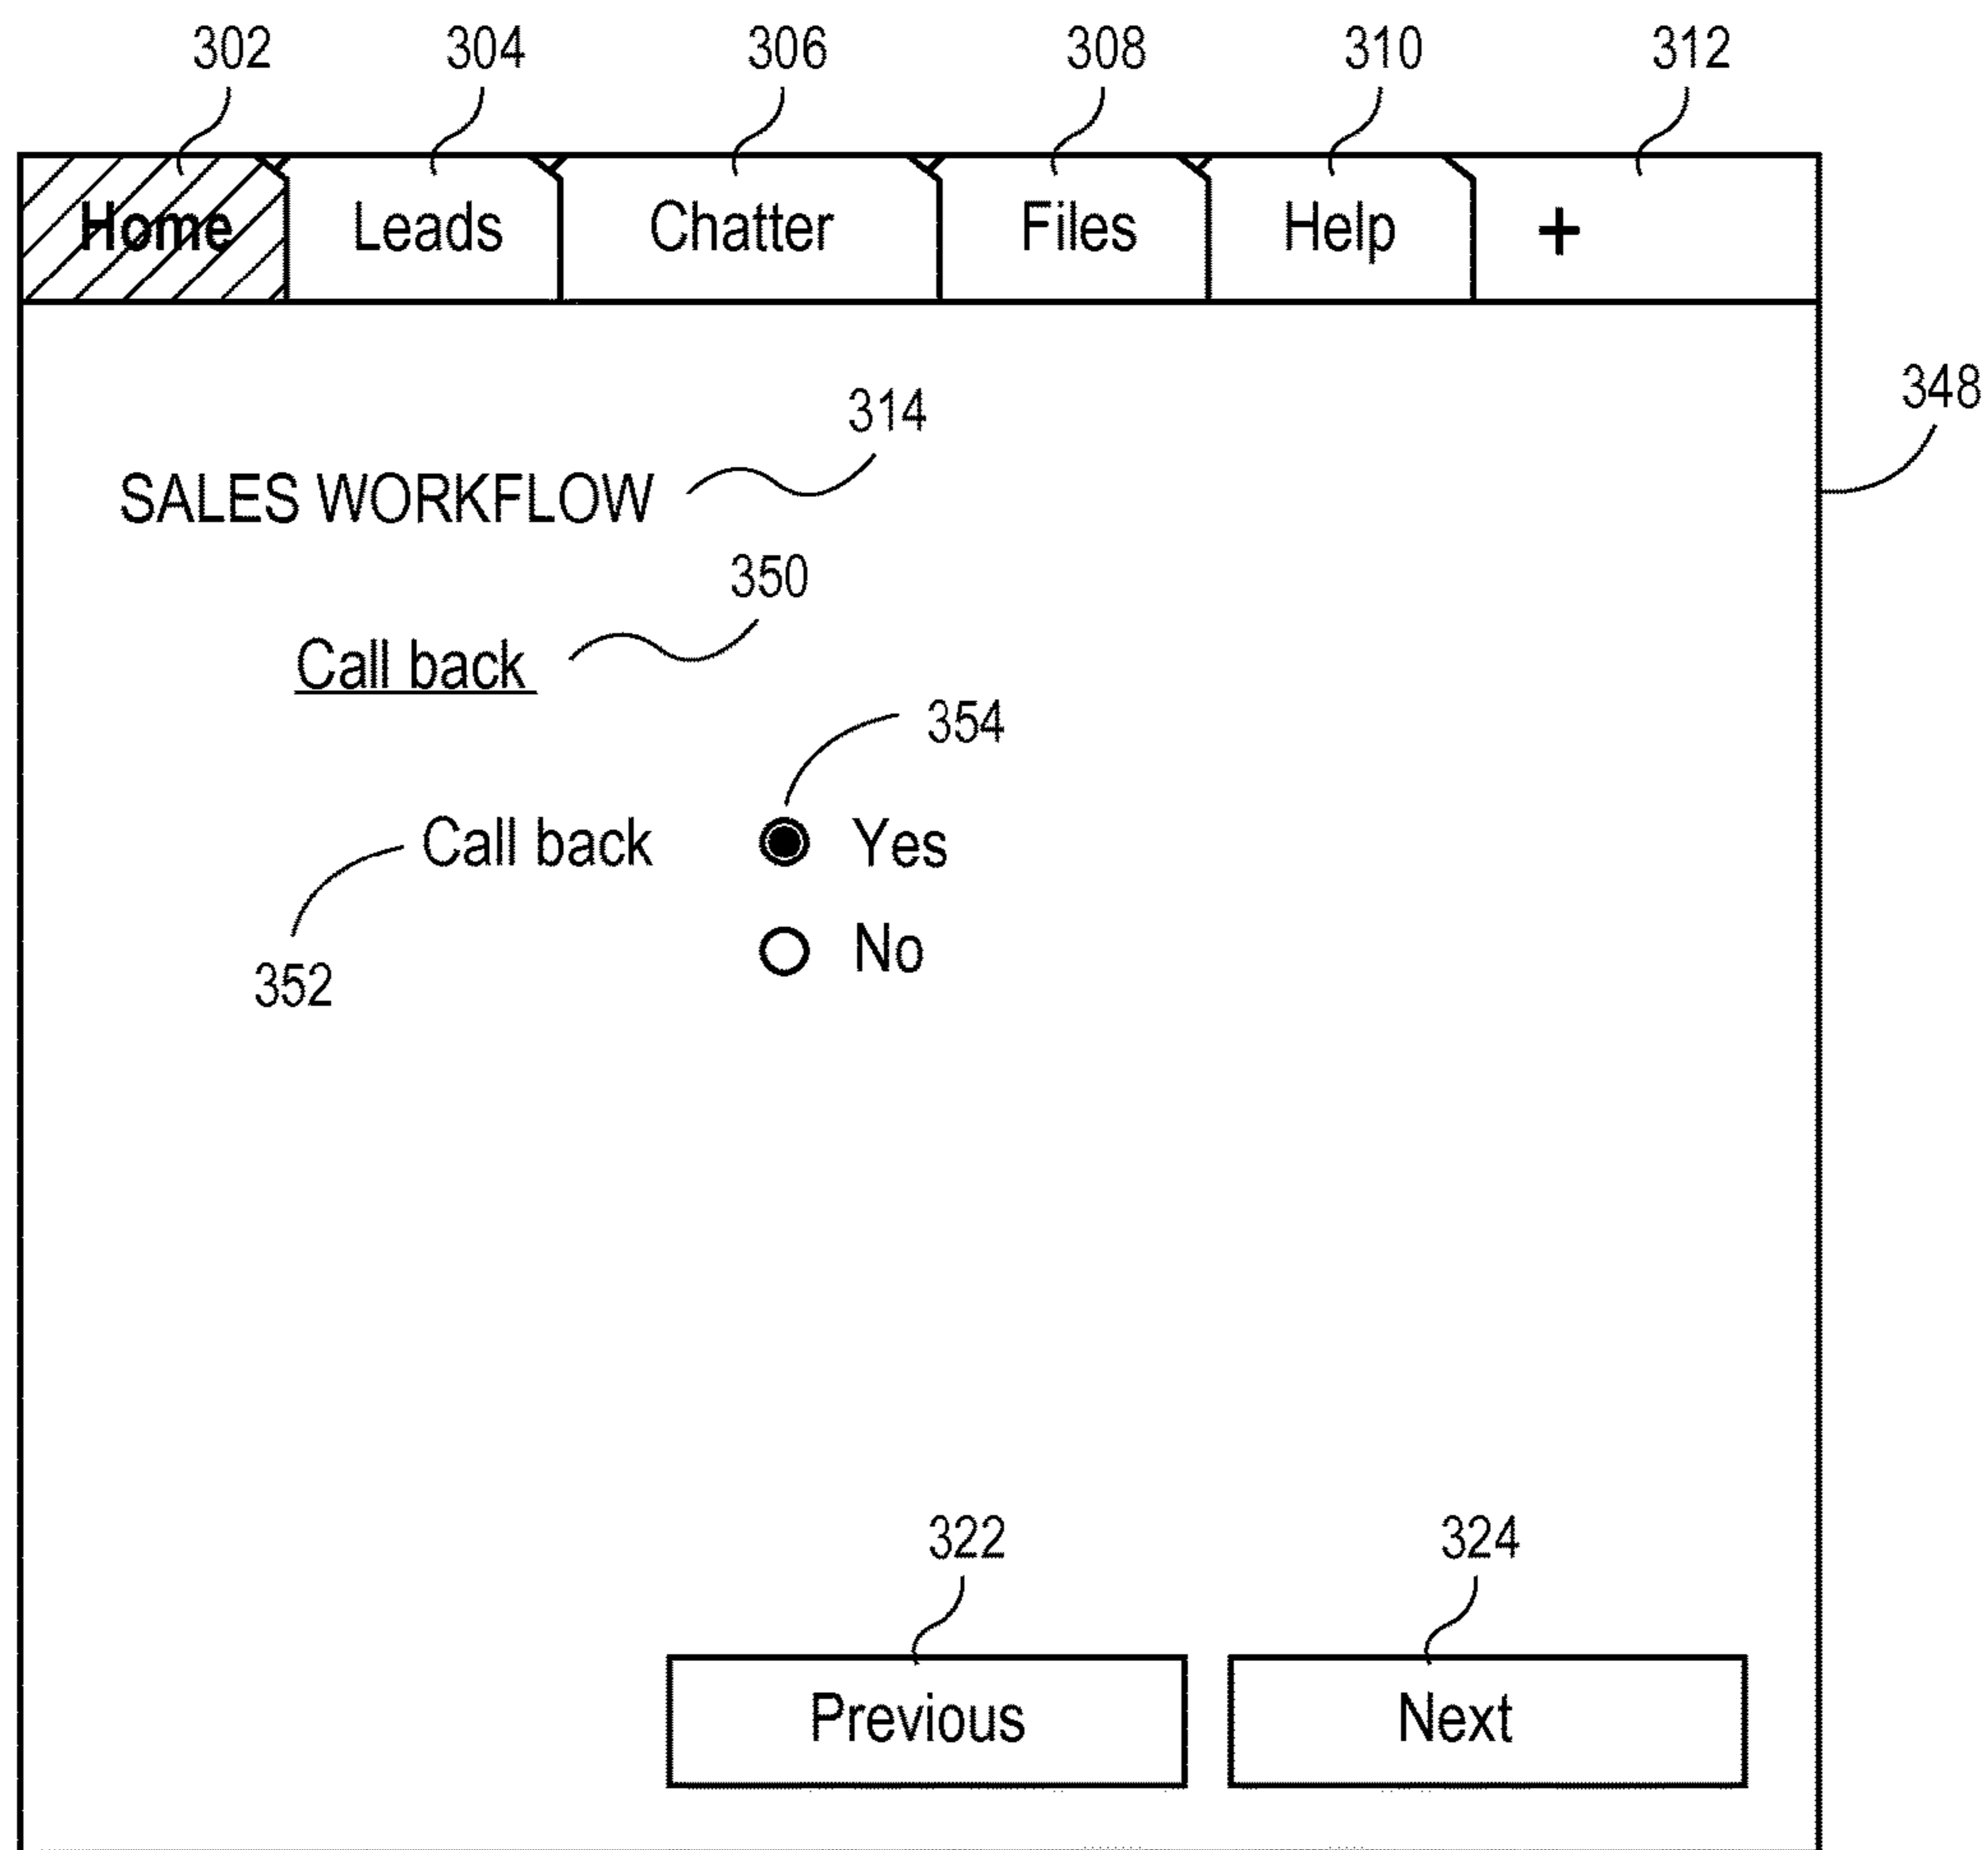 302 304 306 308 310 312
Home Leads Chatter Files Help +
348
314
SALES WORKFLOW
350
Call back
354
Call back Yes
No
352
322 324
Previous Next